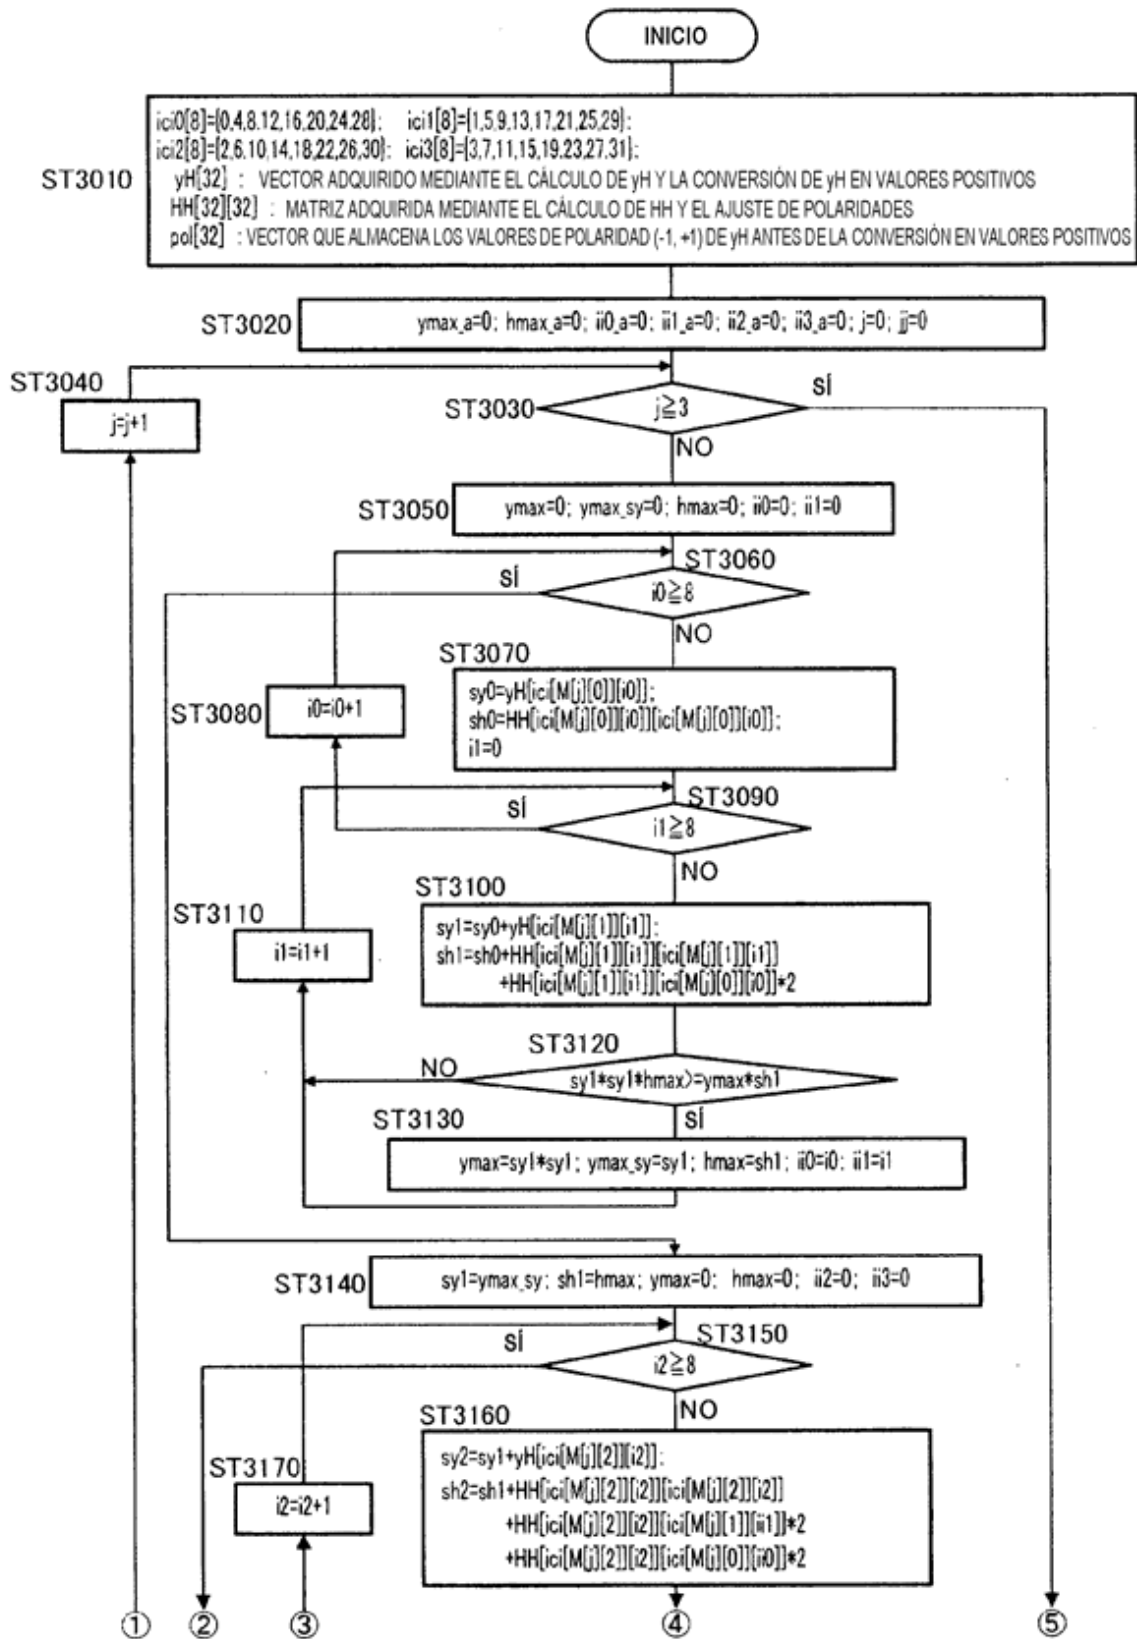 INICIO
ST3010
ici0[8]={0,4,8.12,16,20,24.28}; ici1[8]={1,5,9,13,17,21,25,29};
ici2[8]={2,6.10,14,18,22,26,30}; ici3[8]={3,7,11,15,19,23,27,31};
yH[32] : VECTOR ADQUIRIDO MEDIANTE EL CÁLCULO DE yH Y LA CONVERSIÓN DE yH EN VALORES POSITIVOS
HH[32][32] : MATRIZ ADQUIRIDA MEDIANTE EL CÁLCULO DE HH Y EL AJUSTE DE POLARIDADES
pol[32] : VECTOR QUE ALMACENA LOS VALORES DE POLARIDAD (-1, +1) DE yH ANTES DE LA CONVERSIÓN EN VALORES POSITIVOS
ST3020
ymax_a=0; hmax_a=0; ii0_a=0; ii1_a=0; ii2_a=0; ii3_a=0; j=0; jj=0
ST3040
j=j+1
ST3030
j≧3
SÍ
NO
ST3050
ymax=0; ymax_sy=0; hmax=0; ii0=0; ii1=0
ST3060
SÍ
i0≧8
NO
ST3070
sy0=yH[ici[M[j][0]][i0]];
sh0=HH[ici[M[j][0]][i0]][ici[M[j][0]][i0]];
i1=0
ST3080
i0=i0+1
ST3090
SÍ
i1≧8
NO
ST3100
sy1=sy0+yH[ici[M[j][1]][i1]];
sh1=sh0+HH[ici[M[j][1]][i1]][ici[M[j][1]][i1]]
+HH[ici[M[j][1]][i1]][ici[M[j][0]][i0]]*2
ST3110
i1=i1+1
ST3120
NO
sy1*sy1*hmax>=ymax*sh1
SÍ
ST3130
ymax=sy1*sy1; ymax_sy=sy1; hmax=sh1; ii0=i0; ii1=i1
ST3140
sy1=ymax_sy; sh1=hmax; ymax=0; hmax=0; ii2=0; ii3=0
ST3150
SÍ
i2≧8
NO
ST3160
sy2=sy1+yH[ici[M[j][2]][i2]];
sh2=sh1+HH[ici[M[j][2]][i2]][ici[M[j][2]][i2]]
+HH[ici[M[j][2]][i2]][ici[M[j][1]][ii1]]*2
+HH[ici[M[j][2]][i2]][ici[M[j][0]][ii0]]*2
ST3170
i2=i2+1
① ② ③ ④ ⑤